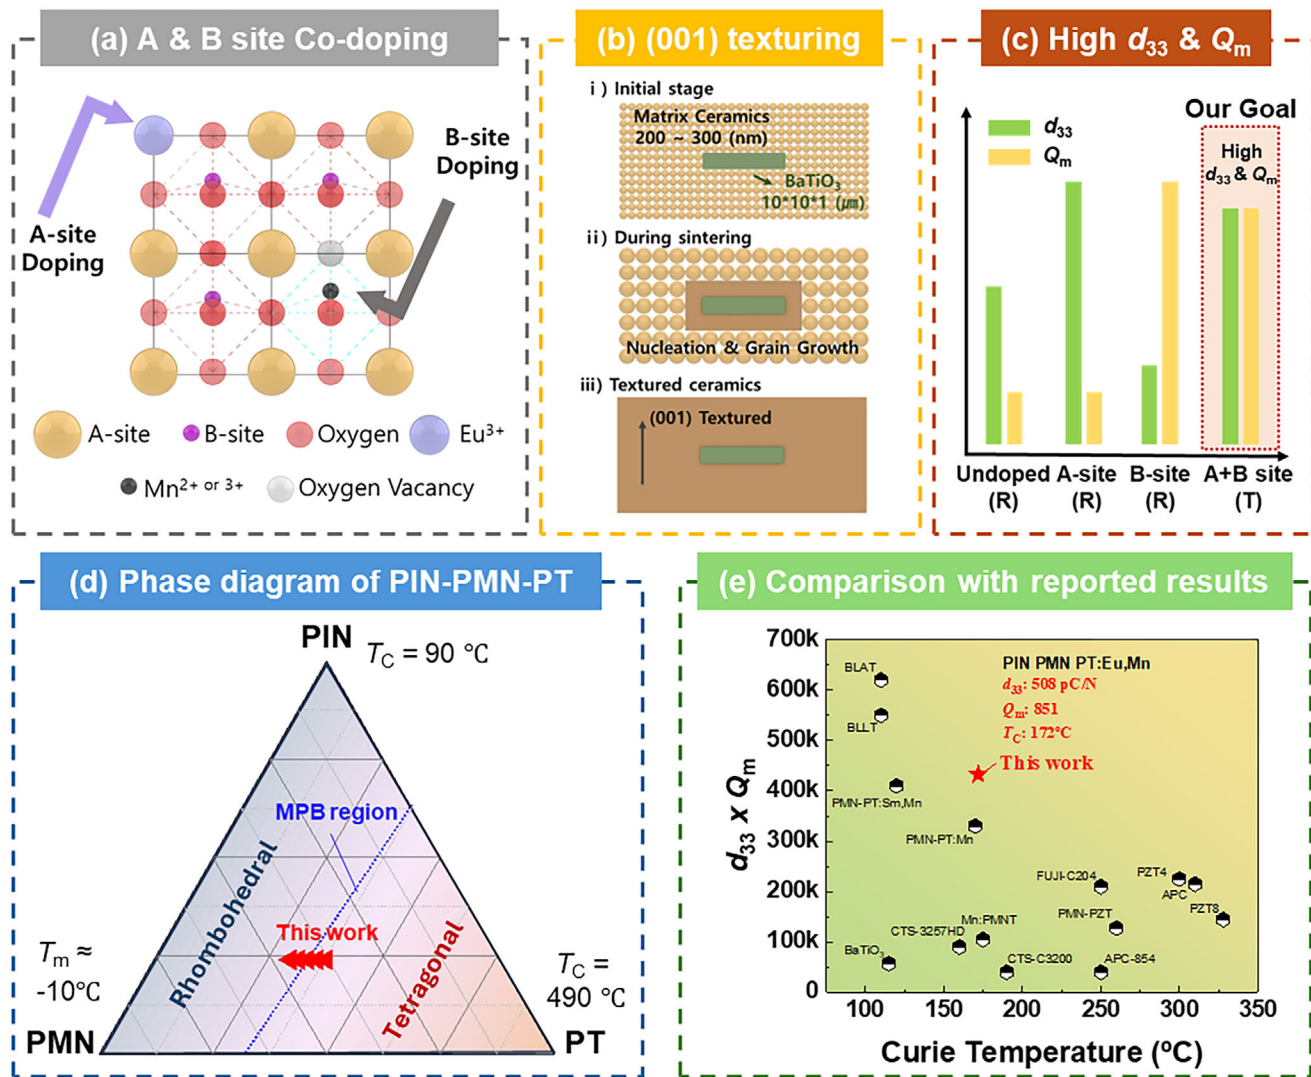 (a) A & B site Co-doping
A-site
Doping
B-site
Doping
A-site
B-site
Oxygen
Eu³⁺
Mn²⁺ ᵒʳ ³⁺
Oxygen Vacancy
(b) (001) texturing
i ) Initial stage
Matrix Ceramics
200 ~ 300 (nm)
BaTiO₃
10*10*1 (㎛)
ii) During sintering
Nucleation & Grain Growth
iii) Textured ceramics
(001) Textured
(c) High d₃₃ & Qₘ
d₃₃
Qₘ
Our Goal
High
d₃₃ & Qₘ
Undoped
(R)
A-site
(R)
B-site
(R)
A+B site
(T)
(d) Phase diagram of PIN-PMN-PT
PIN
T_C = 90 ℃
MPB region
Rhombohedral
This work
Tetragonal
Tₘ ≈
-10℃
T_C =
490 ℃
PMN
PT
(e) Comparison with reported results
700k
600k
500k
400k
300k
200k
100k
0
d₃₃ x Qₘ
PIN PMN PT:Eu,Mn
d₃₃: 508 pC/N
Qₘ: 851
T_C: 172°C
This work
BLAT
BLLT
PMN-PT:Sm,Mn
PMN-PT:Mn
FUJI-C204
PZT4
APC
PZT8
PMN-PZT
Mn:PMNT
CTS-3257HD
BaTiO₃
CTS-C3200
APC-854
100
150
200
250
300
350
Curie Temperature (ºC)